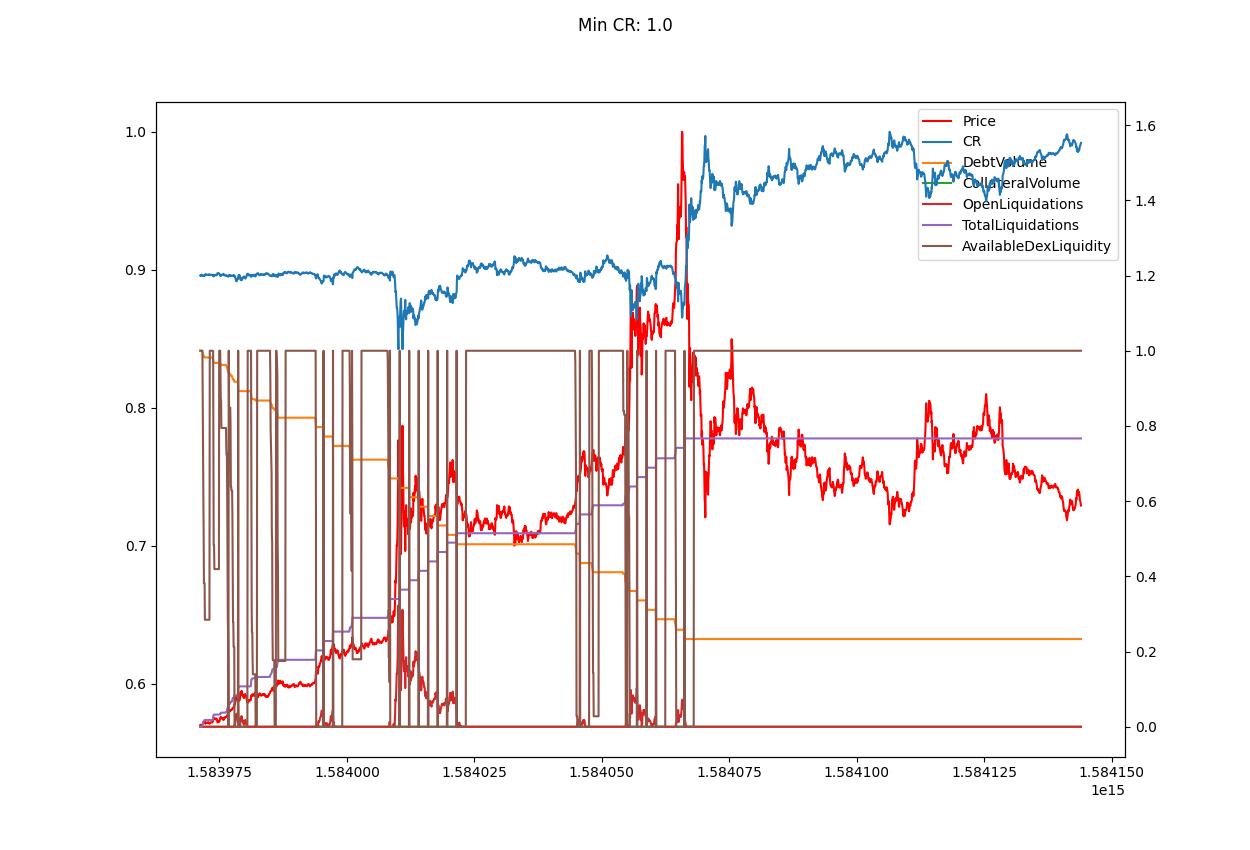 Min CR: 1.0
1.0
0.9
0.8
0.7
0.6
1.6
1.4
1.2
1.0
0.8
0.6
0.4
0.2
0.0
Price
CR
DebtVolume
CollateralVolume
OpenLiquidations
TotalLiquidations
AvailableDexLiquidity
1.583975 1.584000 1.584025 1.584050 1.584075 1.584100 1.584125 1.584150
1e15